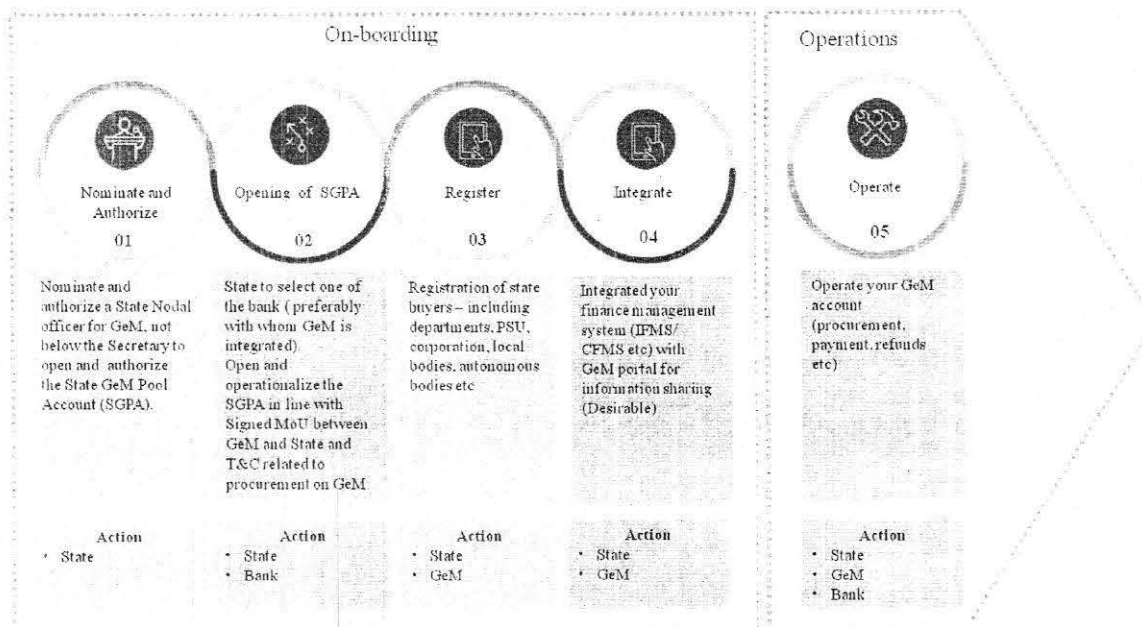 On-boarding
Operations
Nominate and
Authorize
01
Opening of SGPA
02
Register
03
Integrate
04
Operate
05
Nominate and
authorize a State Nodal
officer for GeM, not
below the Secretary to
open and authorize
the State GeM Pool
Account (SGPA).
State to select one of
the bank ( preferably
with whom GeM is
integrated)
Open and
operationalize the
SGPA in line with
Signed MoU between
GeM and State and
T&C related to
procurement on GeM
Registration of state
buyers – including
departments, PSU,
corporation, local
bodies, autonomous
bodies etc
Integrated your
finance management
system (IFMS/
CFMS etc) with
GeM portal for
information sharing
(Desirable)
Operate your GeM
account
(procurement,
payment, refunds
etc)
Action
• State
Action
• State
• Bank
Action
• State
• GeM
Action
• State
• GeM
Action
• State
• GeM
• Bank